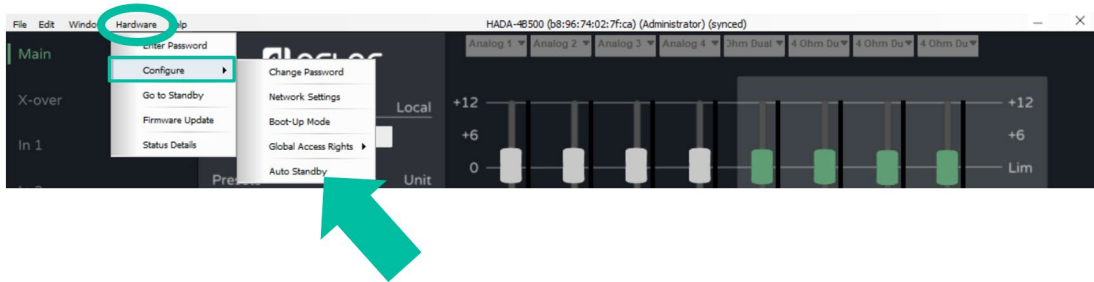 File Edit Window Hardware Help HADA-4B500 (b8:96:74:02:7f:ca) (Administrator) (synced)
Enter Password
Configure
Go to Standby
Firmware Update
Status Details
Change Password
Network Settings
Boot-Up Mode
Global Access Rights
Auto Standby
Main
X-over
In 1
Local
Unit
Analog 1 Analog 2 Analog 3 Analog 4 Ohm Dual 4 Ohm Du 4 Ohm Du 4 Ohm Du
+12 +12
+6 +6
0 Lim